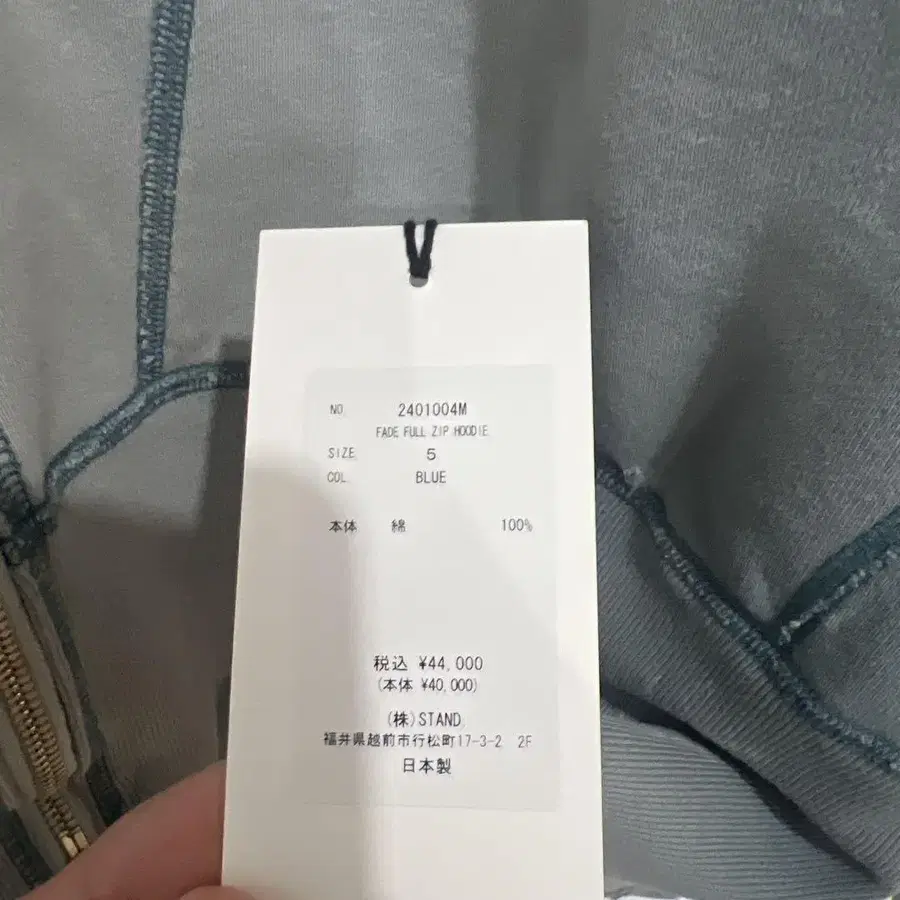 NO. 2401004M
FADE FULL ZIP HOODIE
SIZE 5
COL. BLUE
本体 綿 100%
税込 ¥44,000
(本体 ¥40,000)
(株)STAND
福井県越前市行松町17-3-2 2F
日本製